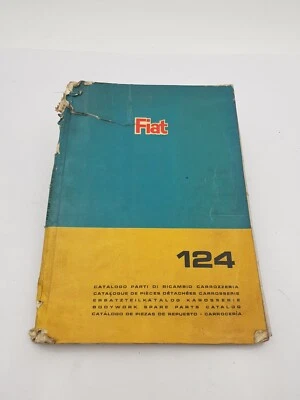 Fiat
124
CATALOGO PARTI DI RICAMBIO CARROZZERIA
CATALOGUE DE PIÈCES DÉTACHÉES CARROSSERIE
ERSATZTEILKATALOG KAROSSERIE
BODYWORK SPARE PARTS CATALOG
CATÁLOGO DE PIEZAS DE REPUESTO - CARROCERÍA